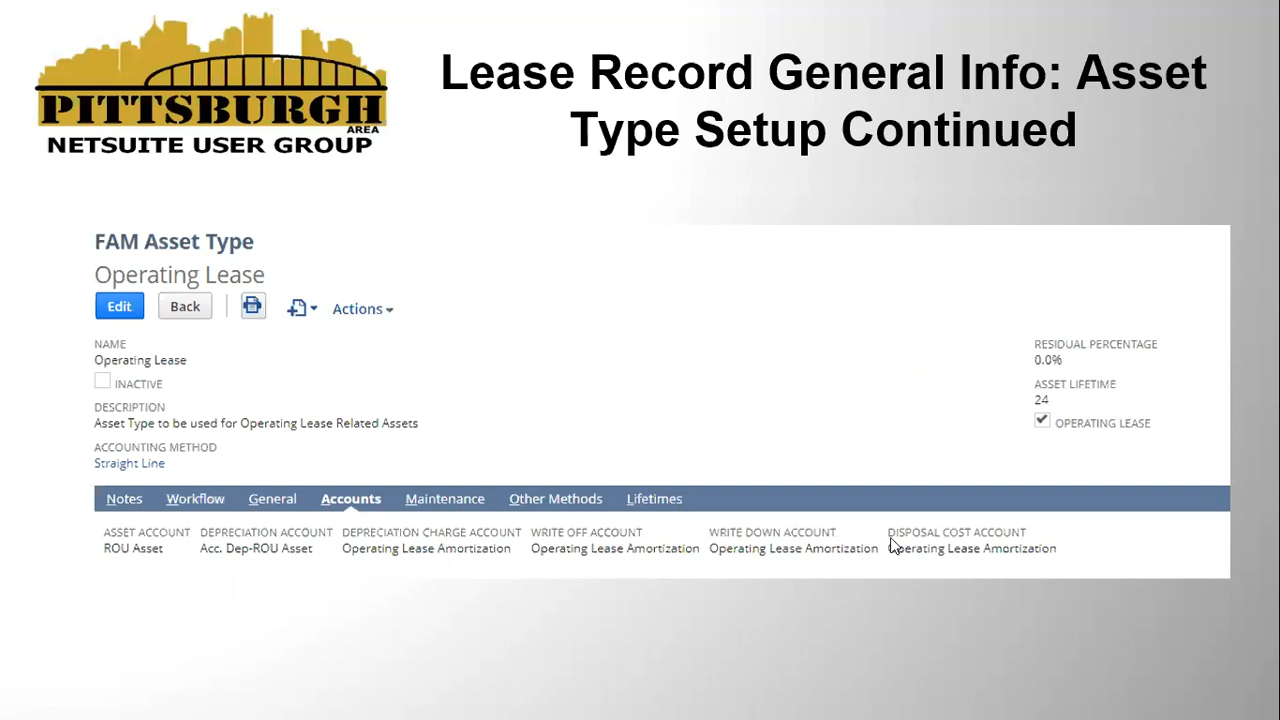 PITTSBURGH
AREA
NETSUITE USER GROUP
Lease Record General Info: Asset
Type Setup Continued
FAM Asset Type
Operating Lease
Edit Back Actions
NAME
Operating Lease
INACTIVE
DESCRIPTION
Asset Type to be used for Operating Lease Related Assets
ACCOUNTING METHOD
Straight Line
RESIDUAL PERCENTAGE
0.0%
ASSET LIFETIME
24
OPERATING LEASE
Notes Workflow General Accounts Maintenance Other Methods Lifetimes
ASSET ACCOUNT DEPRECIATION ACCOUNT DEPRECIATION CHARGE ACCOUNT WRITE OFF ACCOUNT WRITE DOWN ACCOUNT DISPOSAL COST ACCOUNT
ROU Asset Acc. Dep-ROU Asset Operating Lease Amortization Operating Lease Amortization Operating Lease Amortization Operating Lease Amortization